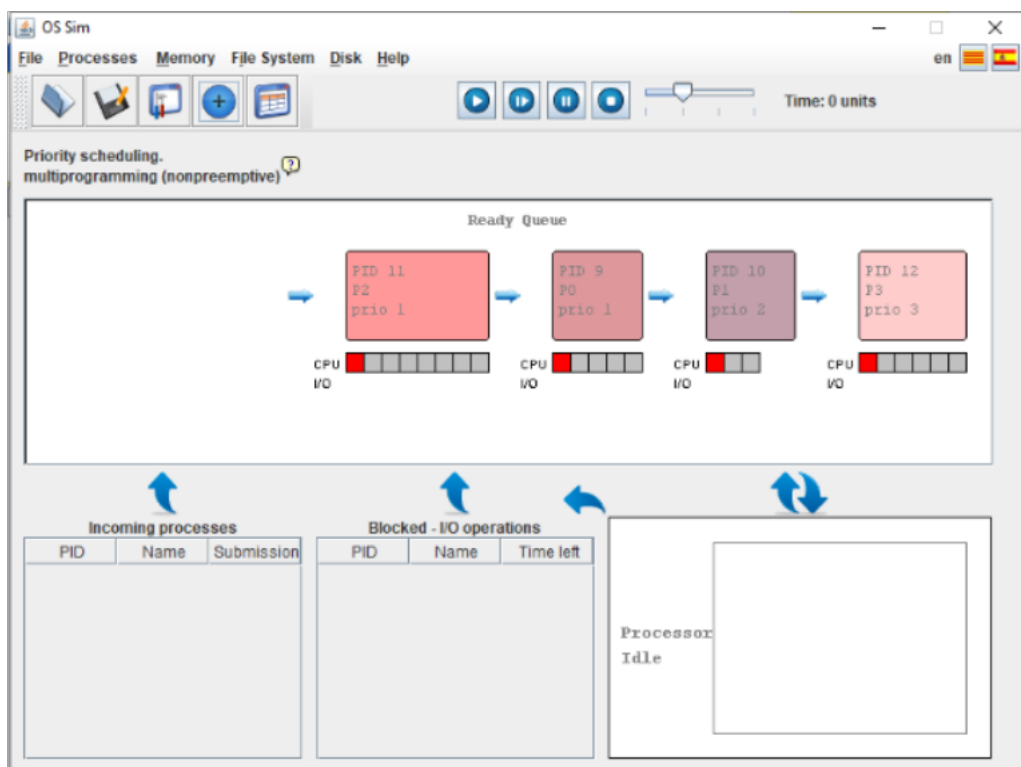 OS Sim
File Processes Memory File System Disk Help
en
Time: 0 units
Priority scheduling.
multiprogramming (nonpreemptive)
?
Ready Queue
PID 11
P2
prio 1
CPU
I/O
PID 9
P0
prio 1
CPU
I/O
PID 10
P1
prio 2
CPU
I/O
PID 12
P3
prio 3
CPU
I/O
Incoming processes
PID Name Submission
Blocked - I/O operations
PID Name Time left
Processor
Idle